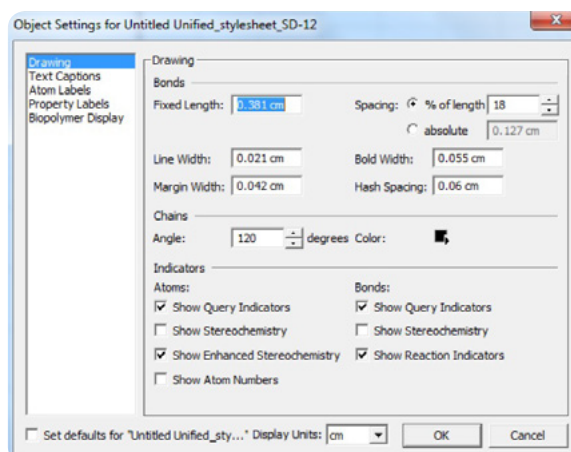 Object Settings for Untitled Unified_stylesheet_SD-12
Drawing
Text Captions
Atom Labels
Property Labels
Biopolymer Display
Drawing
Bonds
Fixed Length: 0.381 cm Spacing: % of length 18
absolute 0.127 cm
Line Width: 0.021 cm Bold Width: 0.055 cm
Margin Width: 0.042 cm Hash Spacing: 0.06 cm
Chains
Angle: 120 degrees Color:
Indicators
Atoms: Bonds:
Show Query Indicators Show Query Indicators
Show Stereochemistry Show Stereochemistry
Show Enhanced Stereochemistry Show Reaction Indicators
Show Atom Numbers
Set defaults for "Untitled Unified_sty..." Display Units: cm OK Cancel